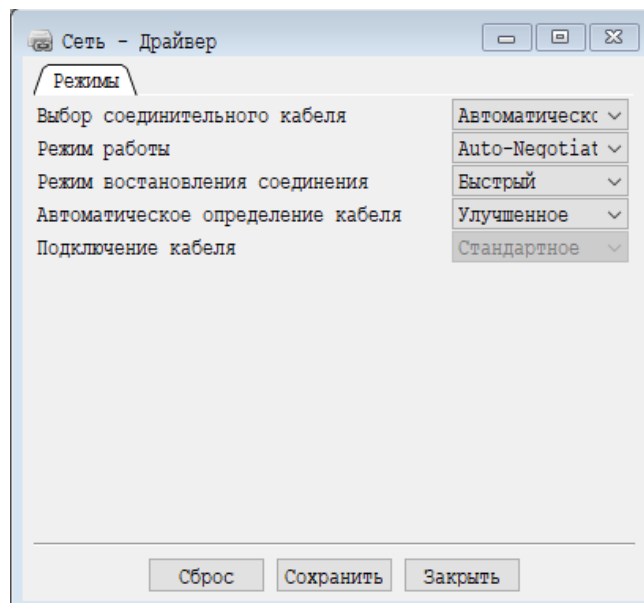 Сеть - Драйвер
Режимы
Выбор соединительного кабеля Автоматическо
Режим работы Auto-Negotiat
Режим востановления соединения Быстрый
Автоматическое определение кабеля Улучшенное
Подключение кабеля Стандартное
Сброс Сохранить Закрыть